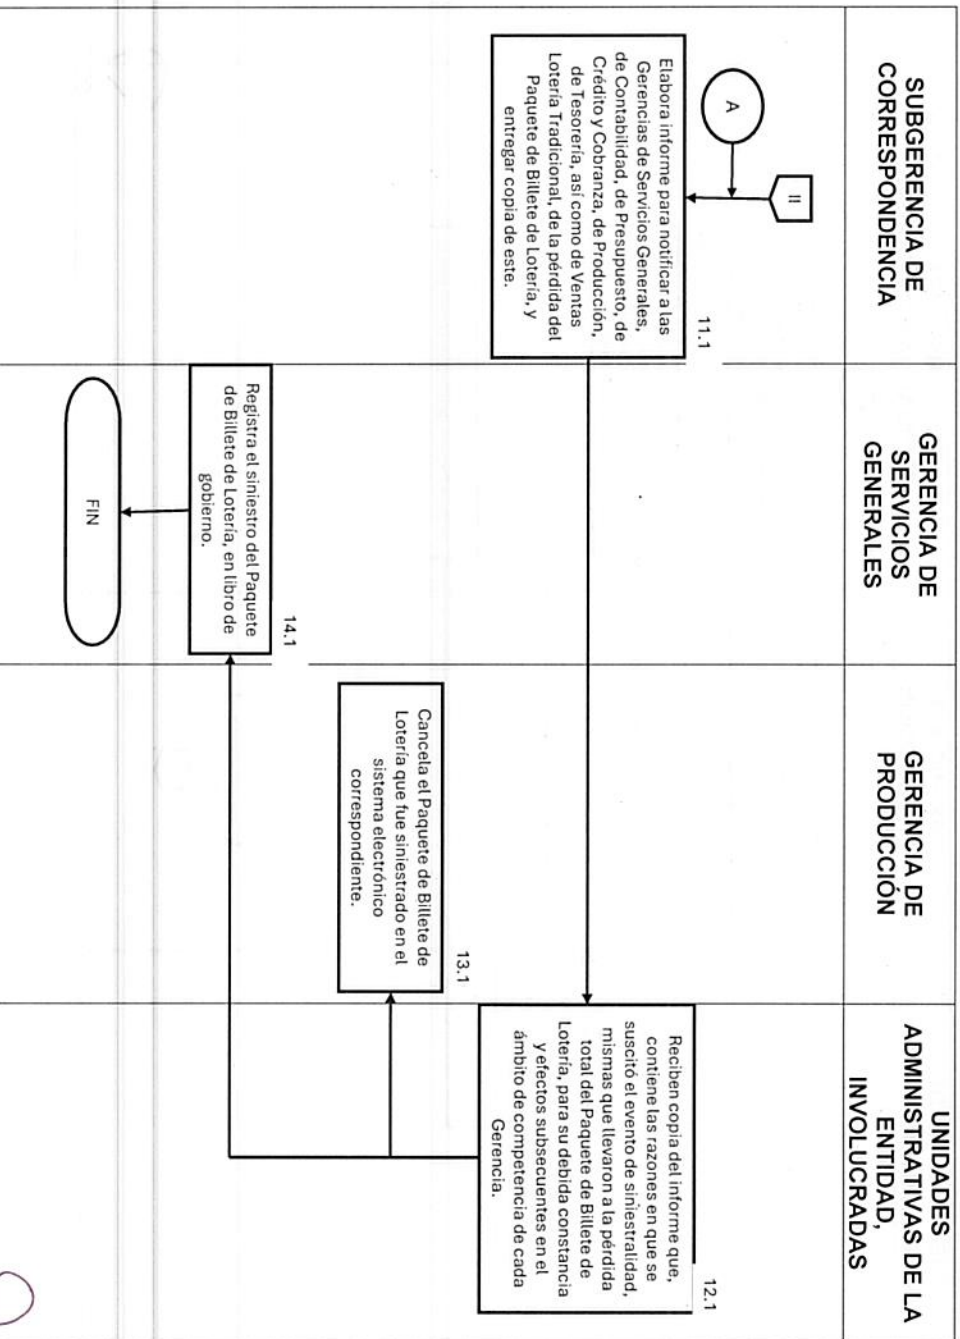 SUBGERENCIA DE
CORRESPONDENCIA
GERENCIA DE
SERVICIOS
GENERALES
GERENCIA DE
PRODUCCIÓN
UNIDADES
ADMINISTRATIVAS DE LA
ENTIDAD,
INVOLUCRADAS
II
A
11.1
Elabora informe para notificar a las
Gerencias de Servicios Generales,
de Contabilidad, de Presupuesto, de
Crédito y Cobranza, de Producción,
de Tesorería, así como de Ventas
Lotería Tradicional, de la pérdida del
Paquete de Billete de Lotería, y
entregar copia de este.
12.1
Reciben copia del informe que,
contiene las razones en que se
suscitó el evento de siniestralidad,
mismas que llevaron a la pérdida
total del Paquete de Billete de
Lotería, para su debida constancia
y efectos subsecuentes en el
ámbito de competencia de cada
Gerencia.
13.1
Cancela el Paquete de Billete de
Lotería que fue siniestrado en el
sistema electrónico
correspondiente.
14.1
Registra el siniestro del Paquete
de Billete de Lotería, en libro de
gobierno.
FIN